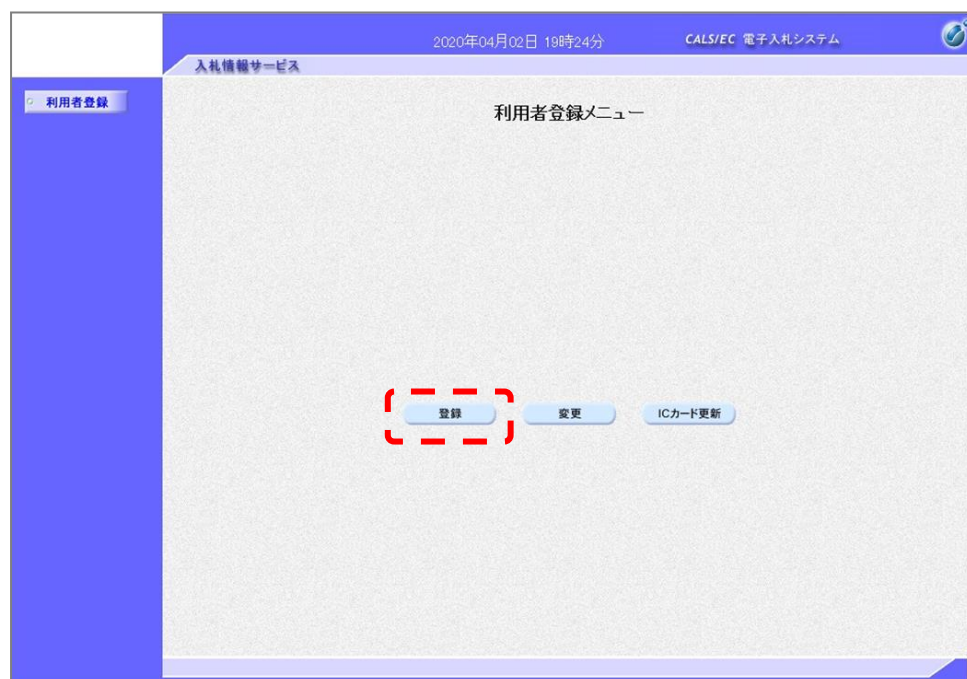 2020年04月02日 19時24分 CALS/EC 電子入札システム
入札情報サービス
利用者登録
利用者登録メニュー
登録 変更 ICカード更新